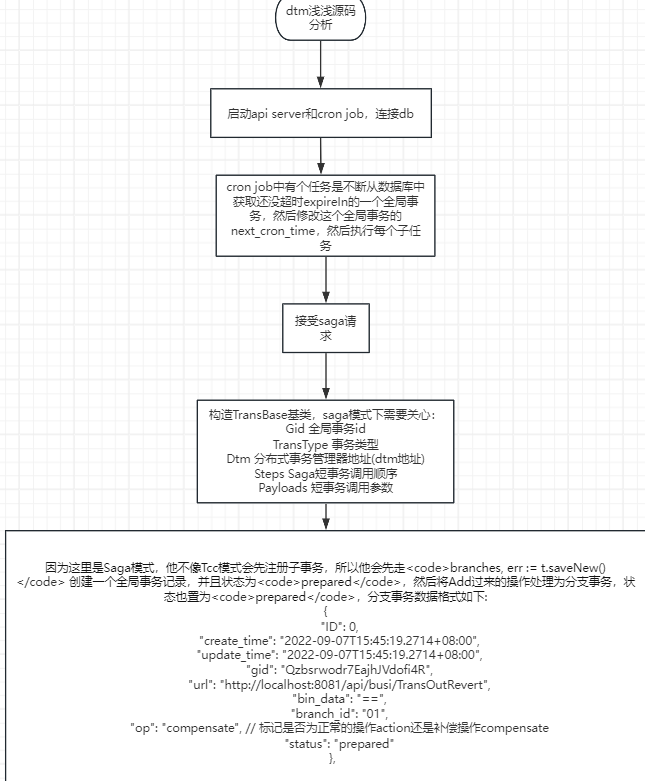 dtm浅浅源码
分析
启动api server和cron job，连接db
cron job中有个任务是不断从数据库中
获取还没超时expireIn的一个全局事
务，然后修改这个全局事务的
next_cron_time，然后执行每个子任
务
接受saga请
求
构造TransBase基类，saga模式下需要关心：
Gid 全局事务id
TransType 事务类型
Dtm 分布式事务管理器地址(dtm地址)
Steps Saga短事务调用顺序
Payloads 短事务调用参数
因为这里是Saga模式，他不像Tcc模式会先注册子事务，所以他会先走<code>branches, err := t.saveNew()
</code> 创建一个全局事务记录，并且状态为<code>prepared</code>，然后将Add过来的操作处理为分支事务，状
态也置为<code>prepared</code>，分支事务数据格式如下:
{
"ID": 0,
"create_time": "2022-09-07T15:45:19.2714+08:00",
"update_time": "2022-09-07T15:45:19.2714+08:00",
"gid": "Qzbsrwodr7EajhJVdofi4R",
"url": "http://localhost:8081/api/busi/TransOutRevert",
"bin_data": "==",
"branch_id": "01",
"op": "compensate", // 标记是否为正常的操作action还是补偿操作compensate
"status": "prepared"
},